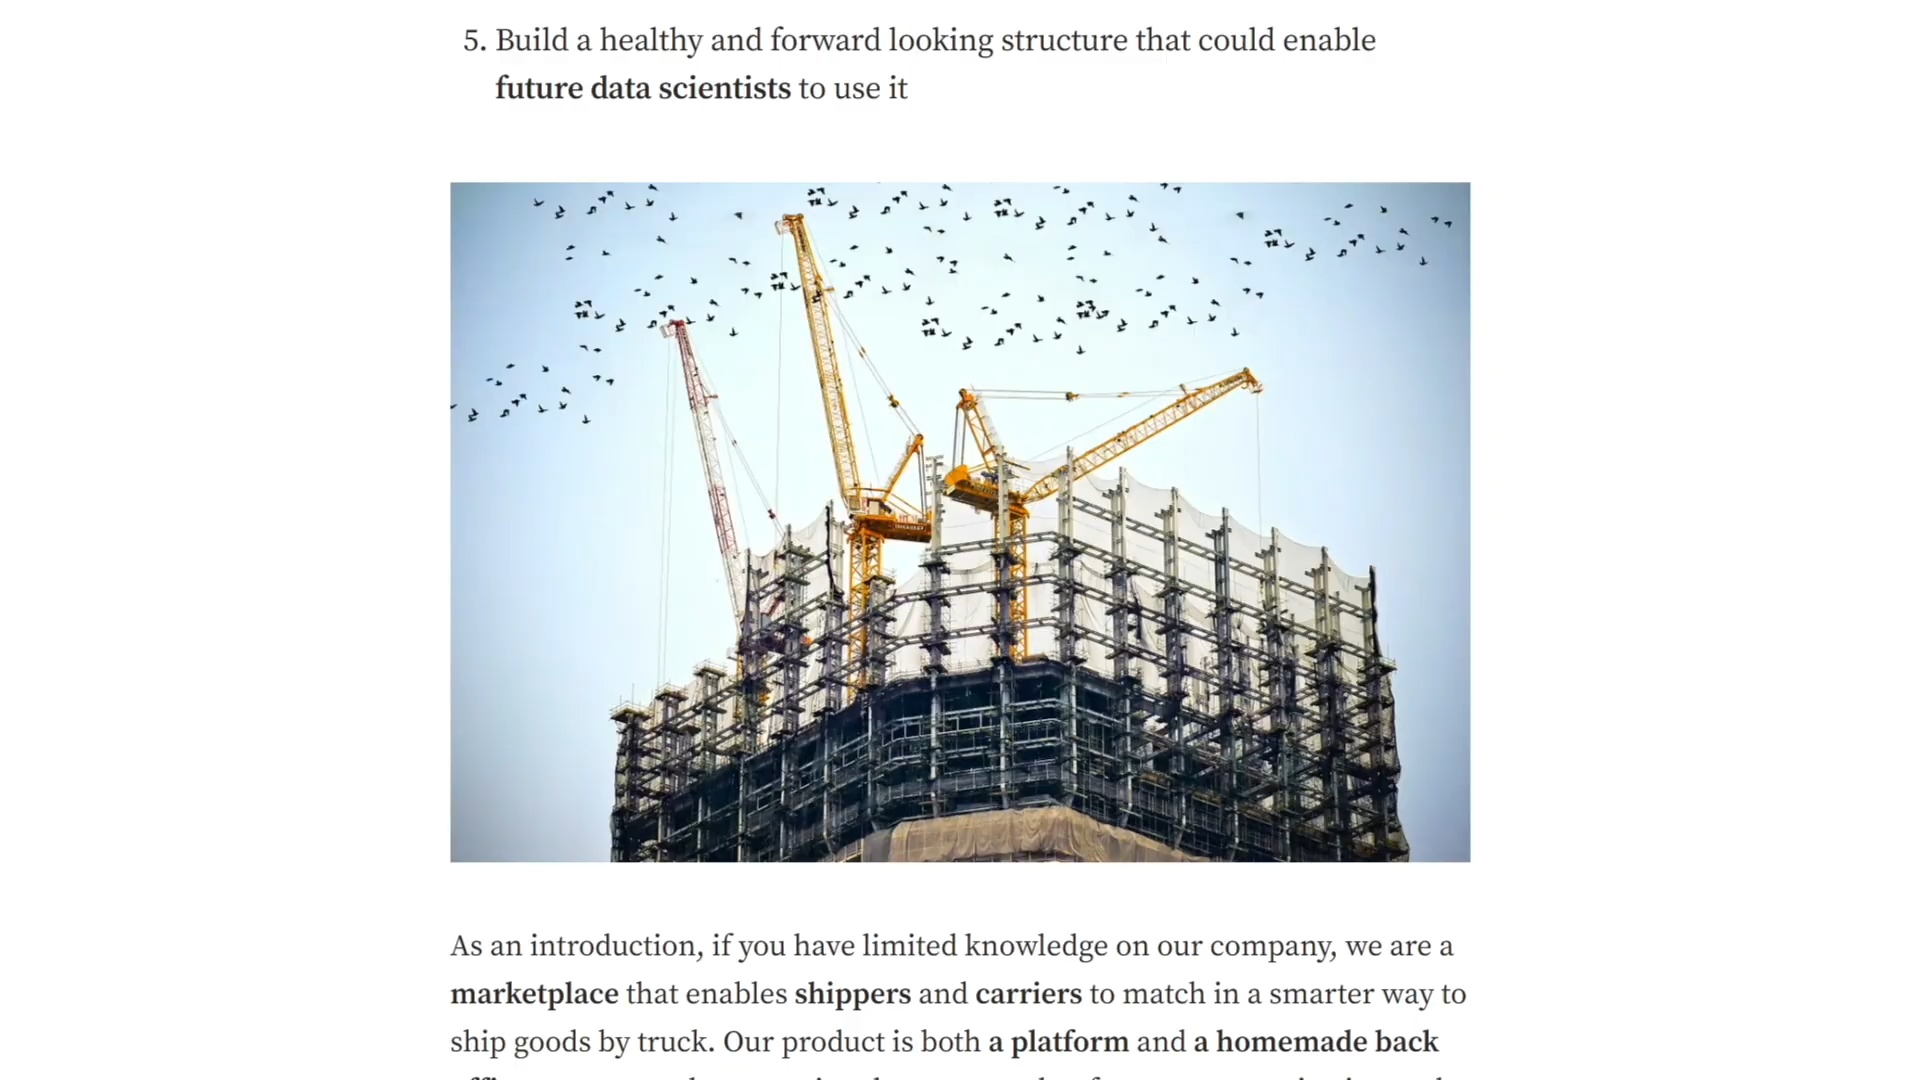 5. Build a healthy and forward looking structure that could enable
future data scientists to use it
As an introduction, if you have limited knowledge on our company, we are a
marketplace that enables shippers and carriers to match in a smarter way to
ship goods by truck. Our product is both a platform and a homemade back